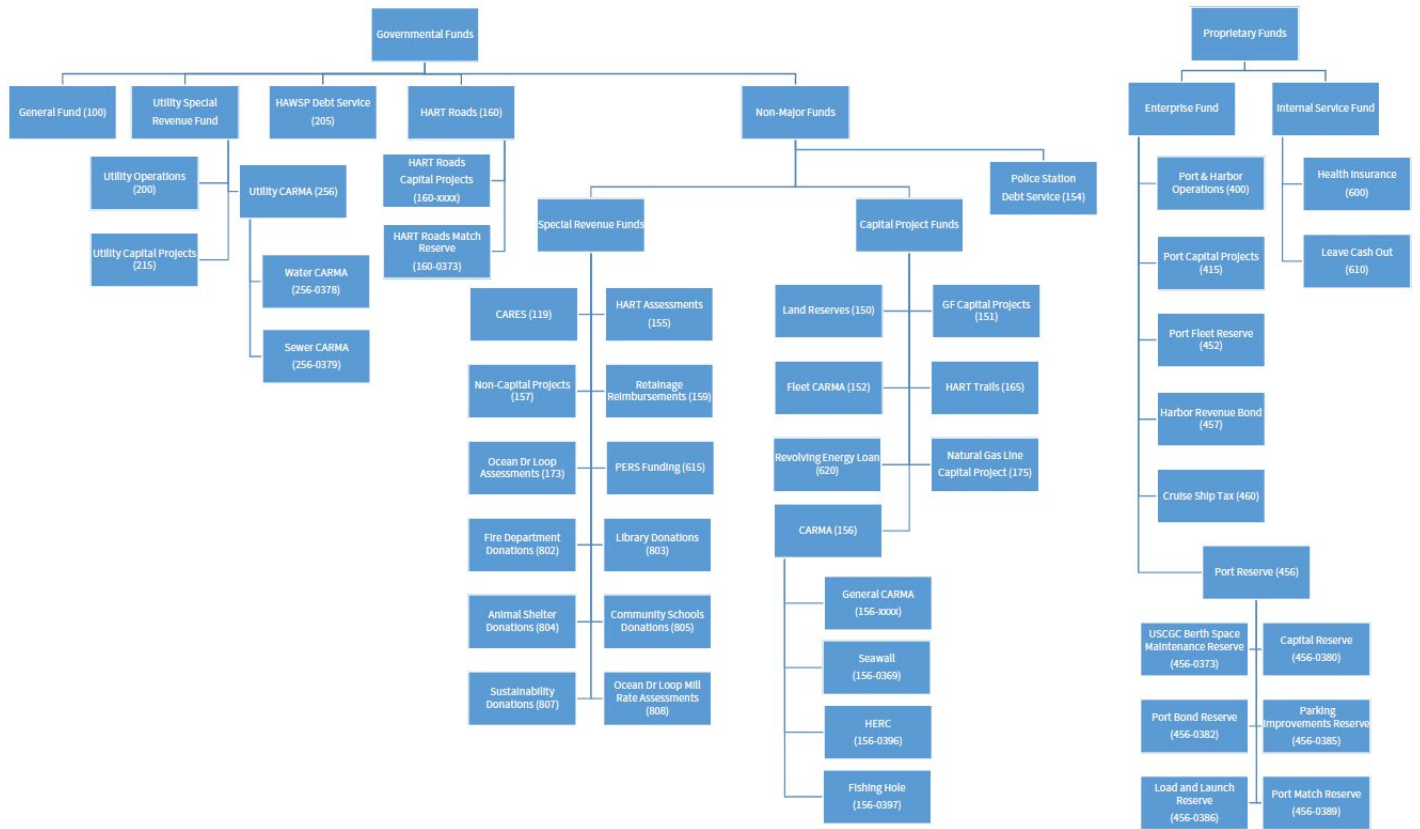 Governmental Funds
General Fund (100)
Utility Special
Revenue Fund
HAWSP Debt Service
(205)
HART Roads (160)
Non-Major Funds
Utility Operations
(200)
Utility CARMA (256)
Utility Capital Projects
(215)
Water CARMA
(256-0378)
Sewer CARMA
(256-0379)
HART Roads
Capital Projects
(160-xxxx)
HART Roads Match
Reserve
(160-0373)
Police Station
Debt Service (154)
Special Revenue Funds
CARES (119)
HART Assessments
(155)
Non-Capital Projects
(157)
Retainage
Reimbursements (159)
Ocean Dr Loop
Assessments (173)
PERS Funding (615)
Fire Department
Donations (802)
Library Donations
(803)
Animal Shelter
Donations (804)
Community Schools
Donations (805)
Sustainability
Donations (807)
Ocean Dr Loop Mill
Rate Assessments
(808)
Capital Project Funds
Land Reserves (150)
GF Capital Projects
(151)
Fleet CARMA (152)
HART Trails (165)
Revolving Energy Loan
(620)
Natural Gas Line
Capital Project (175)
CARMA (156)
General CARMA
(156-xxxx)
Seawall
(156-0369)
HERC
(156-0396)
Fishing Hole
(156-0397)
Proprietary Funds
Enterprise Fund
Internal Service Fund
Port & Harbor
Operations (400)
Port Capital Projects
(415)
Port Fleet Reserve
(452)
Harbor Revenue Bond
(457)
Cruise Ship Tax (460)
Port Reserve (456)
USCGC Berth Space
Maintenance Reserve
(456-0373)
Capital Reserve
(456-0380)
Port Bond Reserve
(456-0382)
Parking
Improvements Reserve
(456-0385)
Load and Launch
Reserve
(456-0386)
Port Match Reserve
(456-0389)
Health Insurance
(600)
Leave Cash Out
(610)